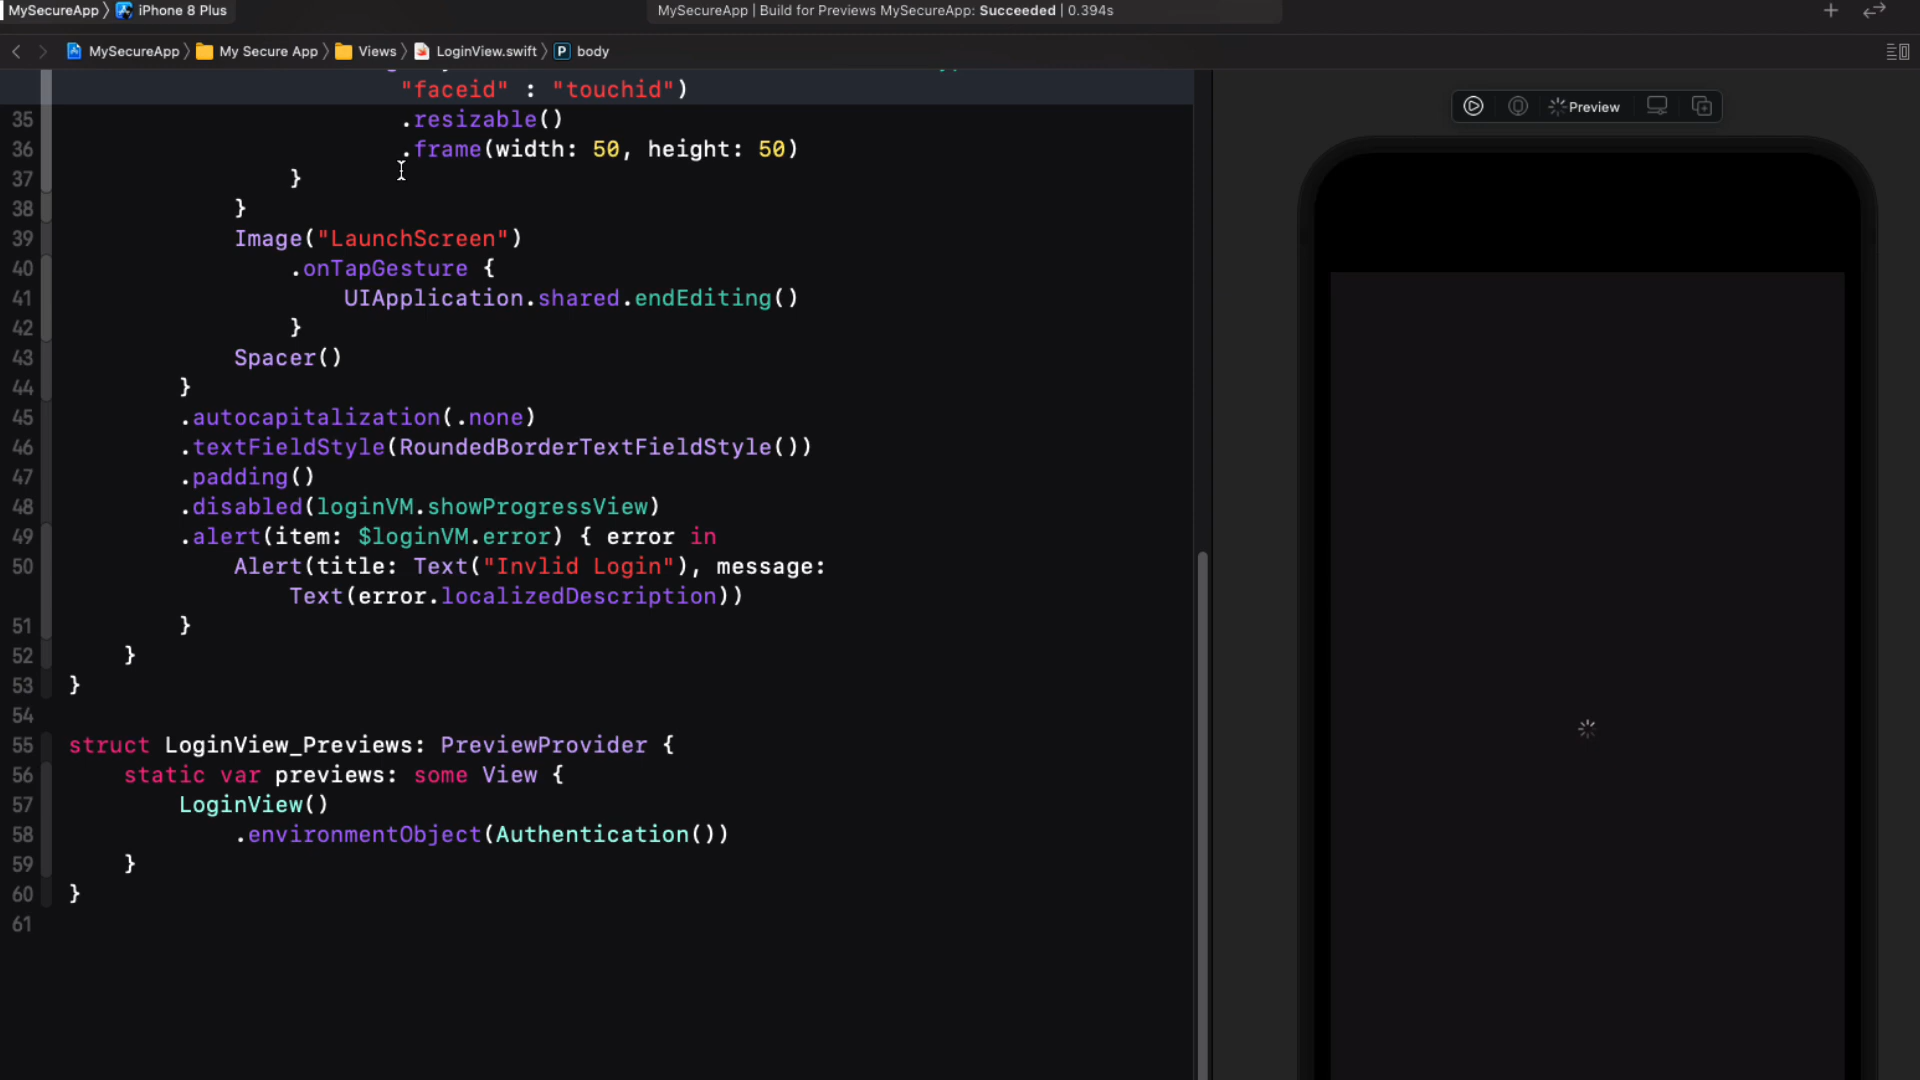 MySecureApp 〉 iPhone 8 Plus
MySecureApp | Build for Previews MySecureApp: Succeeded | 0.394s
MySecureApp 〉 My Secure App 〉 Views 〉 LoginView.swift 〉 P body
Preview
"faceid" : "touchid")
35 .resizable()
36 .frame(width: 50, height: 50)
37 }
38 }
39 Image("LaunchScreen")
40 .onTapGesture {
41 UIApplication.shared.endEditing()
42 }
43 Spacer()
44 }
45 .autocapitalization(.none)
46 .textFieldStyle(RoundedBorderTextFieldStyle())
47 .padding()
48 .disabled(loginVM.showProgressView)
49 .alert(item: $loginVM.error) { error in
50 Alert(title: Text("Invlid Login"), message:
Text(error.localizedDescription))
51 }
52 }
53 }
54
55 struct LoginView_Previews: PreviewProvider {
56 static var previews: some View {
57 LoginView()
58 .environmentObject(Authentication())
59 }
60 }
61